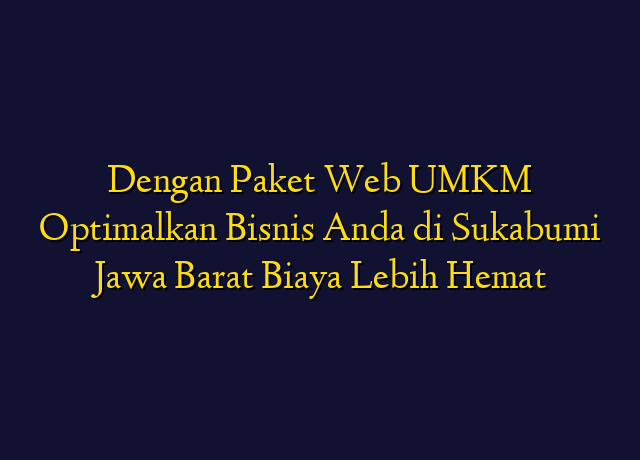 Dengan Paket Web UMKM
Optimalkan Bisnis Anda di Sukabumi
Jawa Barat Biaya Lebih Hemat